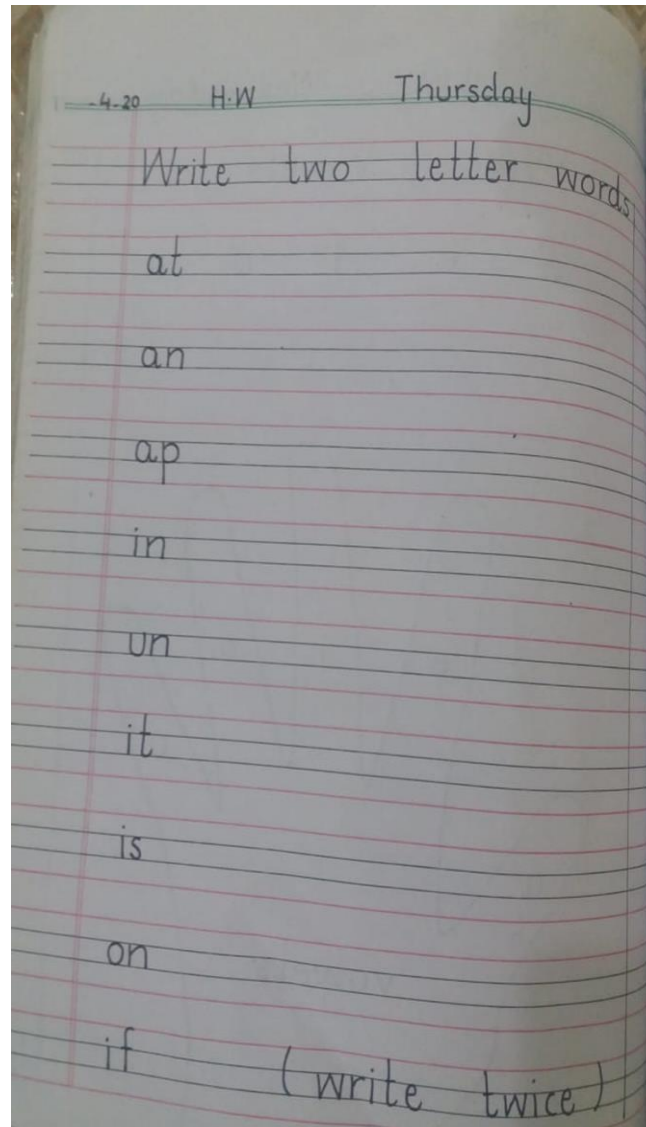 -4-20 H.W Thursday
Write two letter words
at
an
ap
in
un
it
is
on
if (write twice)